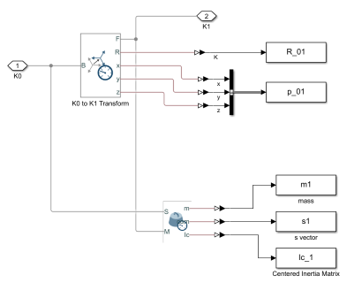 2
K1
F
R
x
y
z
B
K0 to K1 Transform
1
K0
K
R_01
x
y
z
p_01
S
M
m
Ic
m1
mass
s1
s vector
Ic_1
Centered Inertia Matrix